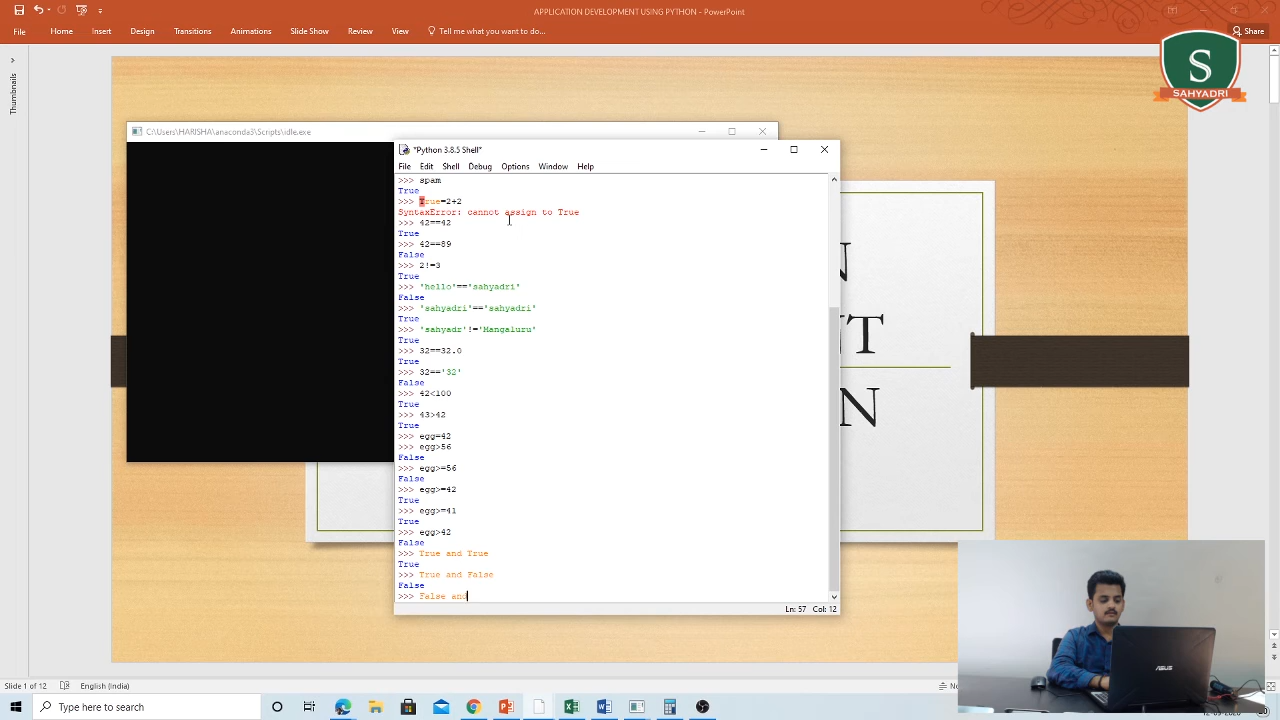 APPLICATION DEVELOPMENT USING PYTHON - PowerPoint
File Home Insert Design Transitions Animations Slide Show Review View Tell me what you want to do... Share
S
SAHYADRI
Thumbnails
C:\Users\HARISHA\anaconda3\Scripts\idle.exe
*Python 3.8.5 Shell*
File Edit Shell Debug Options Window Help
>>> spam
True
>>> True=2+2
SyntaxError: cannot assign to True
>>> 42==42
True
>>> 42==89
False
>>> 2!=3
True
>>> 'hello'=='sahyadri'
False
>>> 'sahyadri'=='sahyadri'
True
>>> 'sahyadr'!='Mangaluru'
True
>>> 32==32.0
True
>>> 32=='32'
False
>>> 42<100
True
>>> 43>42
True
>>> egg=42
>>> egg>56
False
>>> egg>=56
False
>>> egg>=42
True
>>> egg>=41
True
>>> egg>42
False
>>> True and True
True
>>> True and False
False
>>> False and
Ln: 57 Col: 12
N
T
N
ASUS
Slide 1 of 12 English (India)
Type here to search